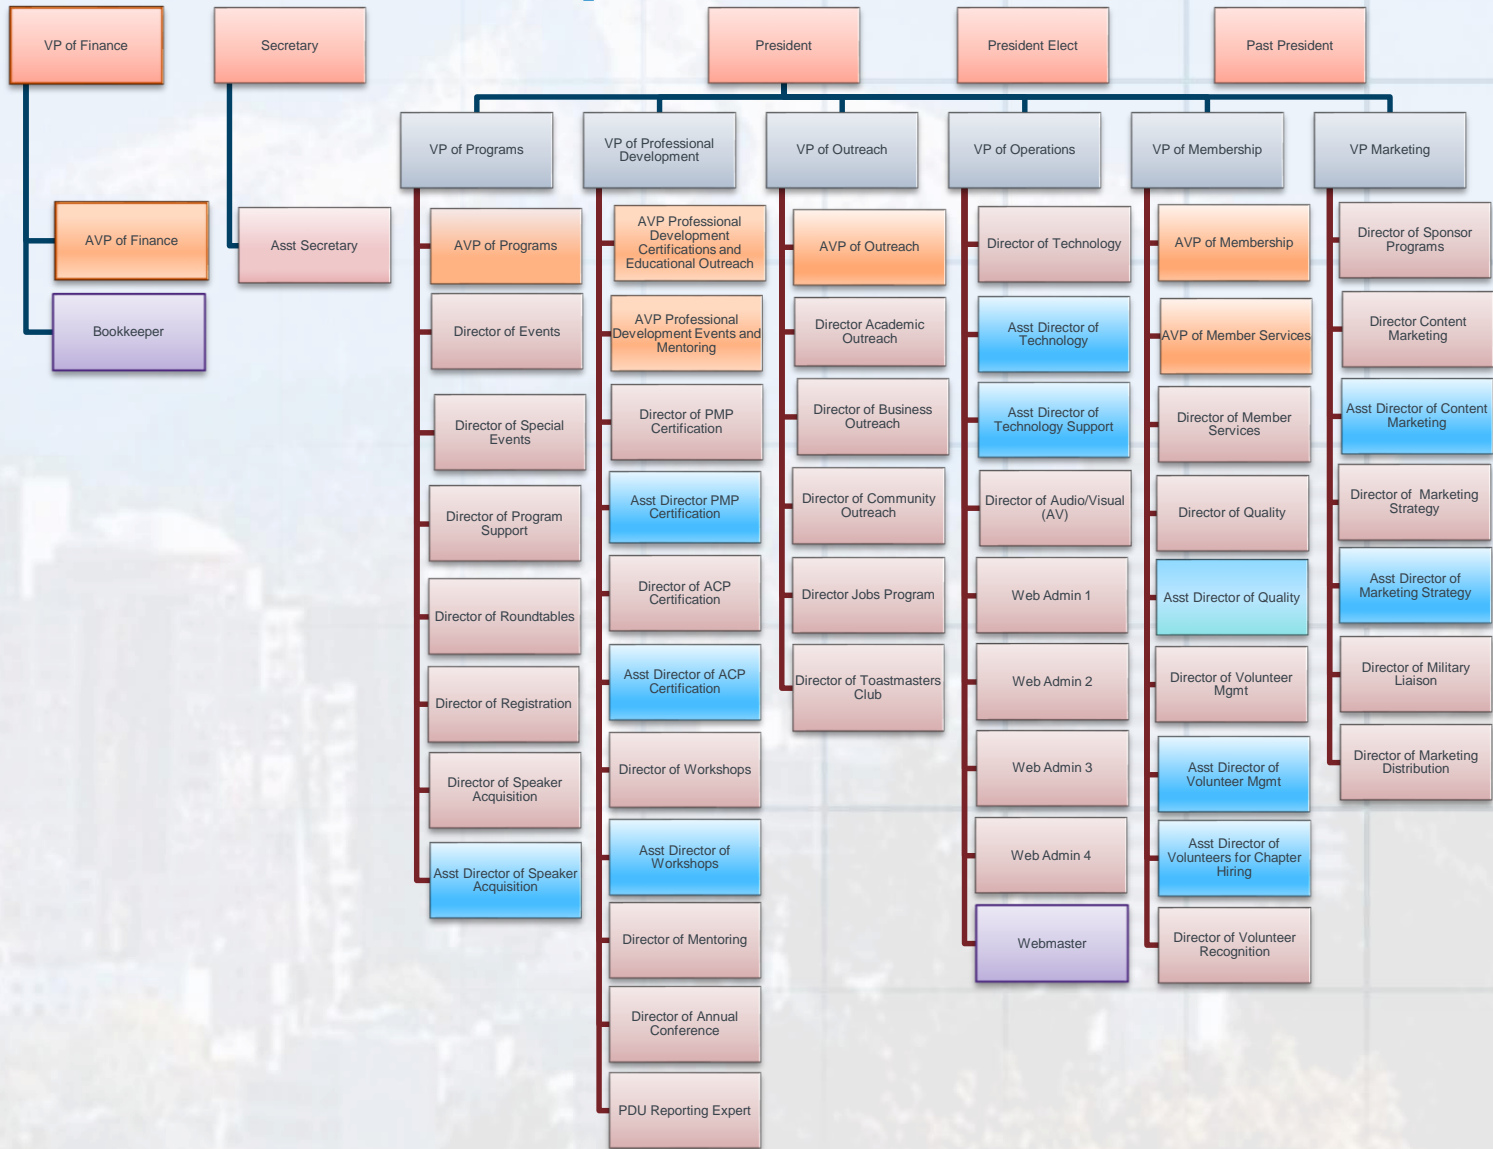 VP of Finance
Secretary
President
President Elect
Past President
VP of Programs
VP of Professional
Development
VP of Outreach
VP of Operations
VP of Membership
VP Marketing
AVP of Finance
Bookkeeper
Asst Secretary
AVP of Programs
Director of Events
Director of Special
Events
Director of Program
Support
Director of Roundtables
Director of Registration
Director of Speaker
Acquisition
Asst Director of Speaker
Acquisition
AVP Professional
Development
Certifications and
Educational Outreach
AVP Professional
Development Events and
Mentoring
Director of PMP
Certification
Asst Director PMP
Certification
Director of ACP
Certification
Asst Director of ACP
Certification
Director of Workshops
Asst Director of
Workshops
Director of Mentoring
Director of Annual
Conference
PDU Reporting Expert
AVP of Outreach
Director Academic
Outreach
Director of Business
Outreach
Director of Community
Outreach
Director Jobs Program
Director of Toastmasters
Club
Director of Technology
Asst Director of
Technology
Asst Director of
Technology Support
Director of Audio/Visual
(AV)
Web Admin 1
Web Admin 2
Web Admin 3
Web Admin 4
Webmaster
AVP of Membership
AVP of Member Services
Director of Member
Services
Director of Quality
Asst Director of Quality
Director of Volunteer
Mgmt
Asst Director of
Volunteer Mgmt
Asst Director of
Volunteers for Chapter
Hiring
Director of Volunteer
Recognition
Director of Sponsor
Programs
Director Content
Marketing
Asst Director of Content
Marketing
Director of  Marketing
Strategy
Asst Director of
Marketing Strategy
Director of Military
Liaison
Director of Marketing
Distribution